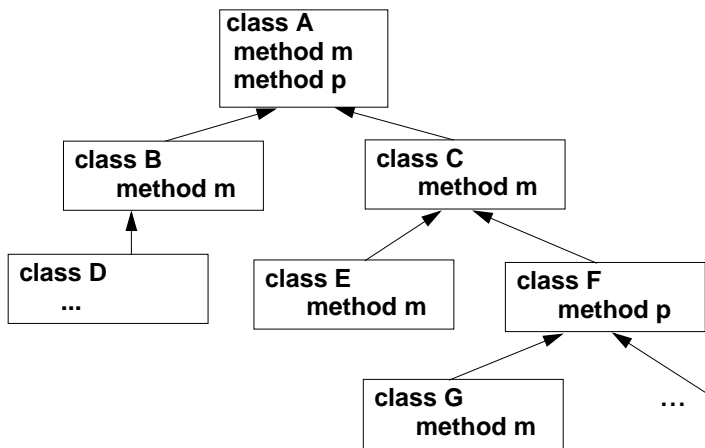 class A
method m
method p
class B
method m
class C
method m
class D
...
class E
method m
class F
method p
class G
method m
...